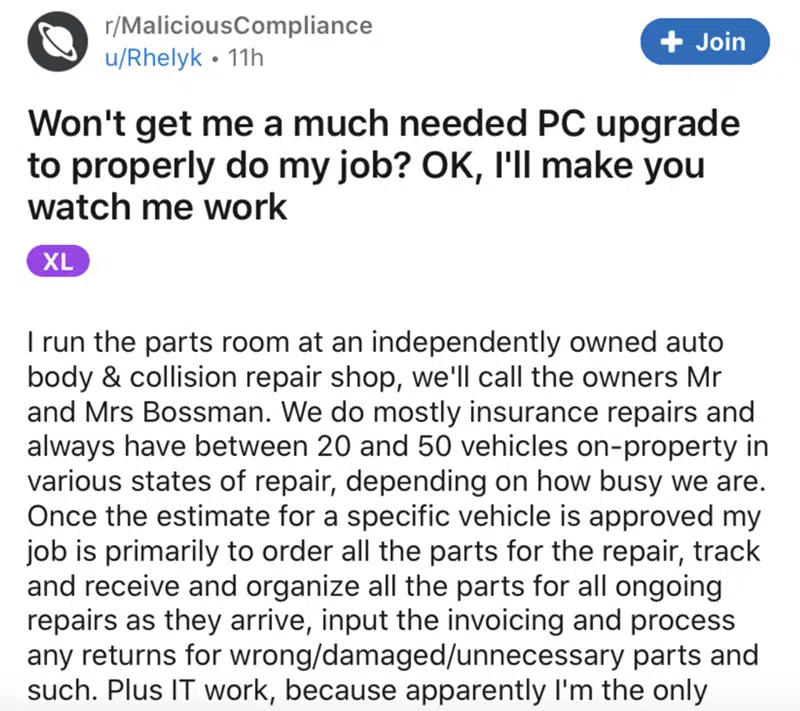 r/MaliciousCompliance
u/Rhelyk • 11h
+ Join
Won't get me a much needed PC upgrade
to properly do my job? OK, I'll make you
watch me work
XL
I run the parts room at an independently owned auto
body & collision repair shop, we'll call the owners Mr
and Mrs Bossman. We do mostly insurance repairs and
always have between 20 and 50 vehicles on-property in
various states of repair, depending on how busy we are.
Once the estimate for a specific vehicle is approved my
job is primarily to order all the parts for the repair, track
and receive and organize all the parts for all ongoing
repairs as they arrive, input the invoicing and process
any returns for wrong/damaged/unnecessary parts and
such. Plus IT work, because apparently I'm the only